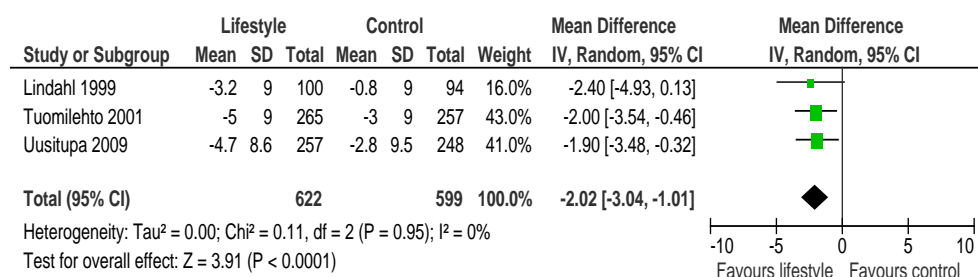 Lifestyle Control Mean Difference Mean Difference
Study or Subgroup Mean SD Total Mean SD Total Weight IV, Random, 95% CI IV, Random, 95% CI
Lindahl 1999 -3.2 9 100 -0.8 9 94 16.0% -2.40 [-4.93, 0.13]
Tuomilehto 2001 -5 9 265 -3 9 257 43.0% -2.00 [-3.54, -0.46]
Uusitupa 2009 -4.7 8.6 257 -2.8 9.5 248 41.0% -1.90 [-3.48, -0.32]
Total (95% CI) 622 599 100.0% -2.02 [-3.04, -1.01]
Heterogeneity: Tau² = 0.00; Chi² = 0.11, df = 2 (P = 0.95); I² = 0%
Test for overall effect: Z = 3.91 (P < 0.0001)
-10 -5 0 5 10
Favours lifestyle Favours control